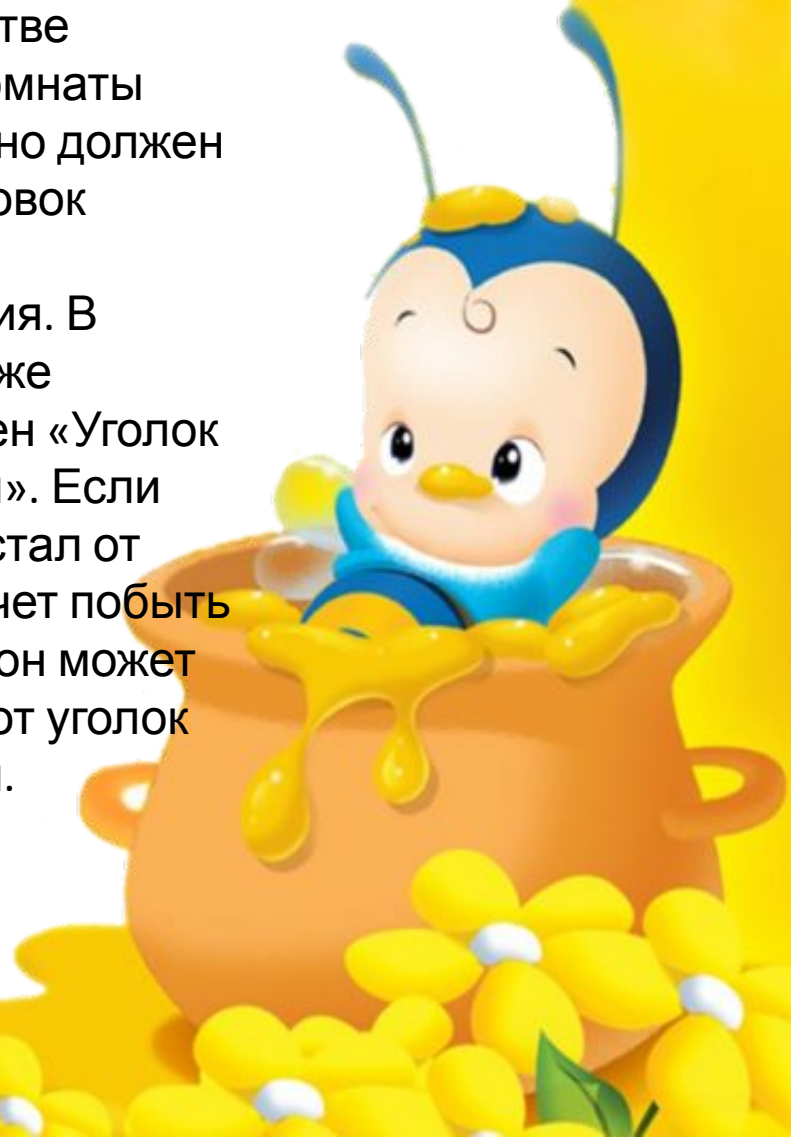 тве
омнаты
но должен
овок
ия. В
же
ен «Уголок
и». Если
стал от
чет побыть
он может
от уголок
.